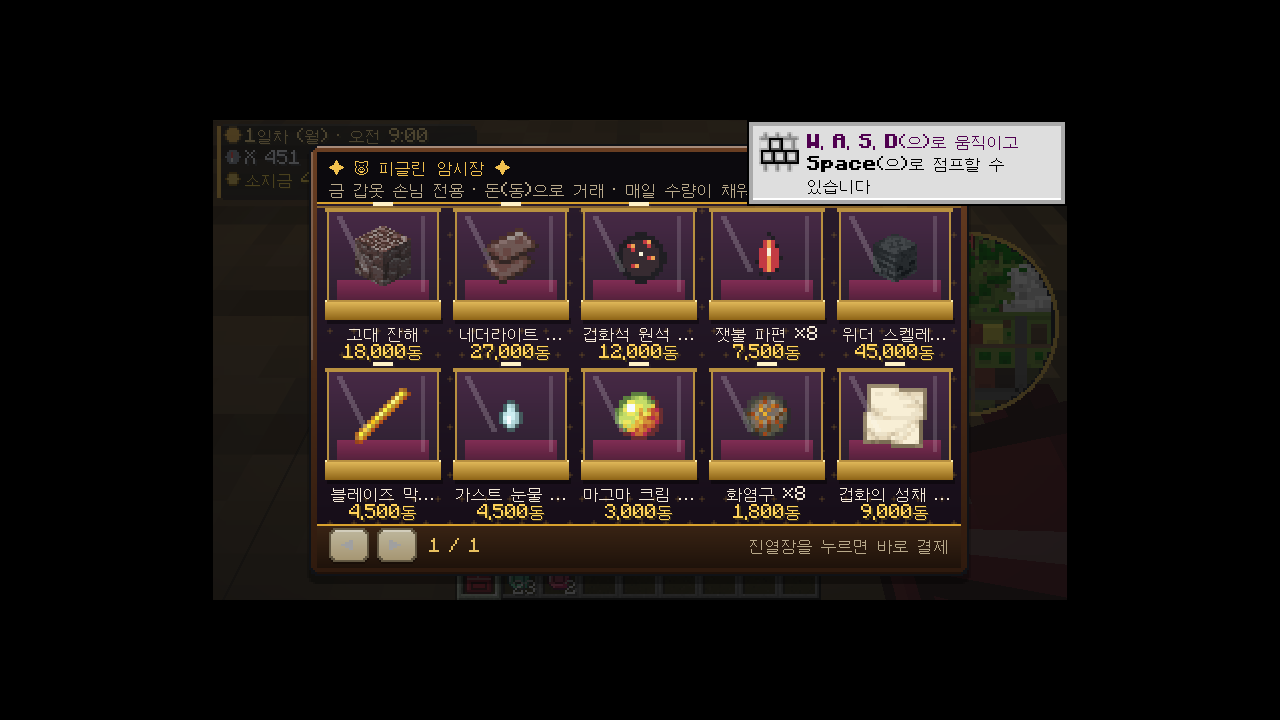 1일차 (월) · 오전 9:00
X 451
소지금 4
피글린 암시장
금 갑옷 손님 전용 · 돈(동)으로 거래 · 매일 수량이
W, A, S, D(으)로 움직이고
Space(으)로 점프할 수
있습니다
고대 잔해
18,000동
네더라이트 ...
27,000동
겁화석 원석 ...
12,000동
잿불 파편 ×8
7,500동
위더 스켈레...
45,000동
블레이즈 막...
4,500동
가스트 눈물 ...
4,500동
마그마 크림 ...
3,000동
화염구 ×8
1,800동
겁화의 성채 ...
9,000동
1 / 1
진열장을 누르면 바로 결제
23
2